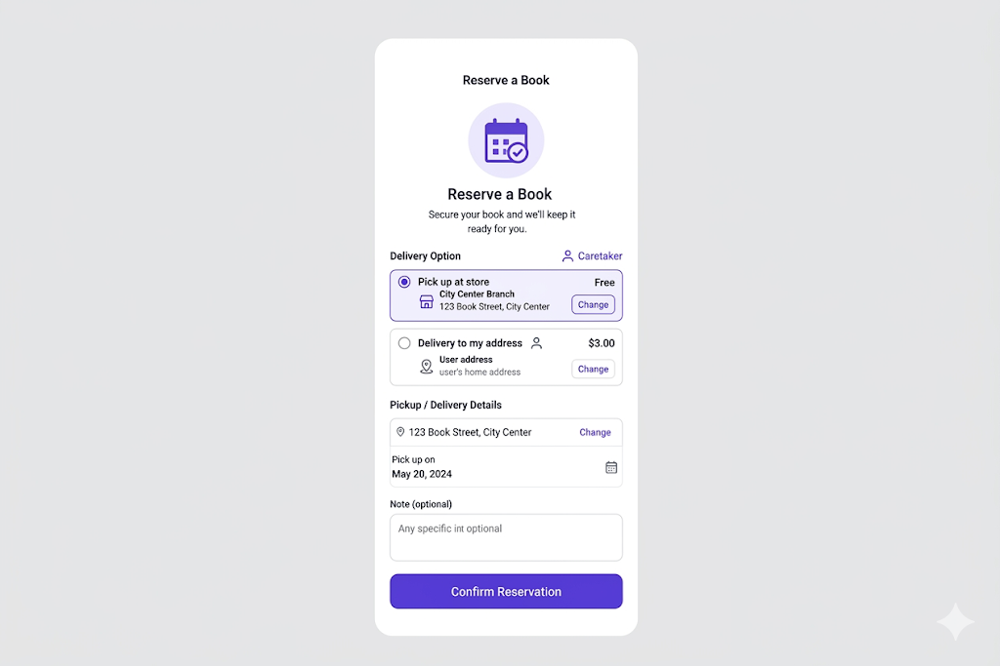 Reserve a Book
Reserve a Book
Secure your book and we'll keep it
ready for you.
Delivery Option
Caretaker
Pick up at store
Free
City Center Branch
123 Book Street, City Center
Change
Delivery to my address
$3.00
User address
user's home address
Change
Pickup / Delivery Details
123 Book Street, City Center
Change
Pick up on
May 20, 2024
Note (optional)
Any specific int optional
Confirm Reservation